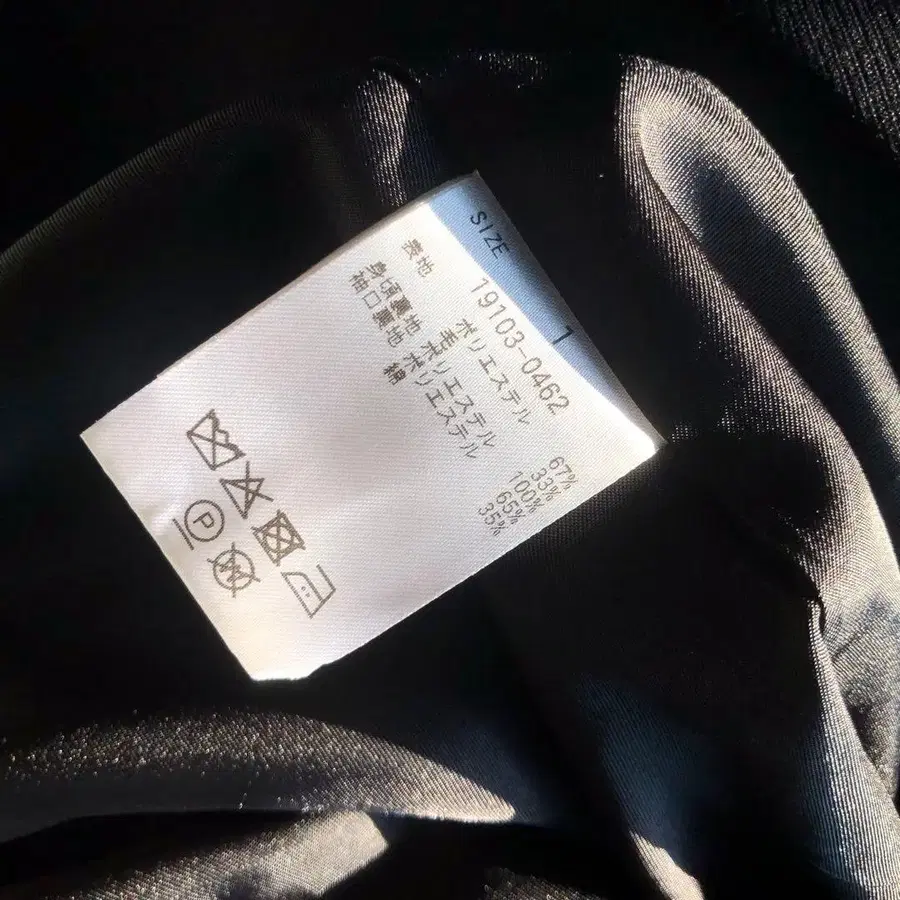 SIZE 1
19103-0462
表地 ポリエステル 67%
毛 33%
身頃裏地 ポリエステル 100%
袖口裏地 ポリエステル 65%
綿 35%
P
W